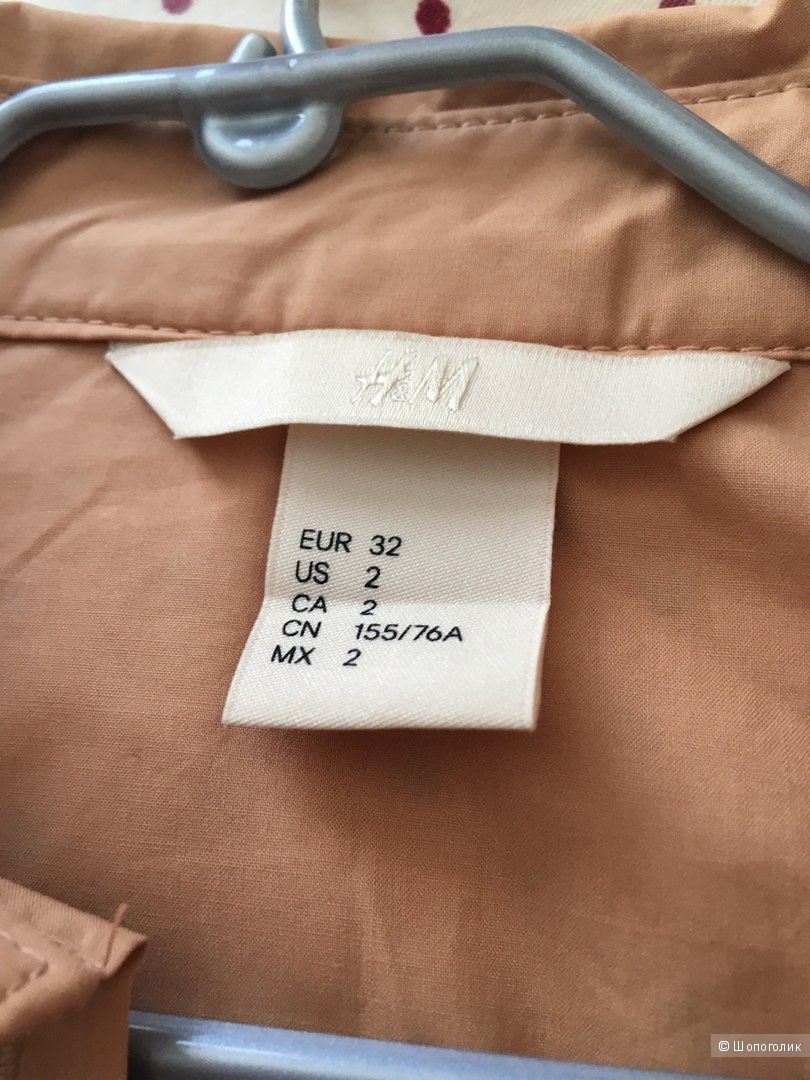 H&M
EUR 32
US 2
CA 2
CN 155/76A
MX 2
© Шопоголик